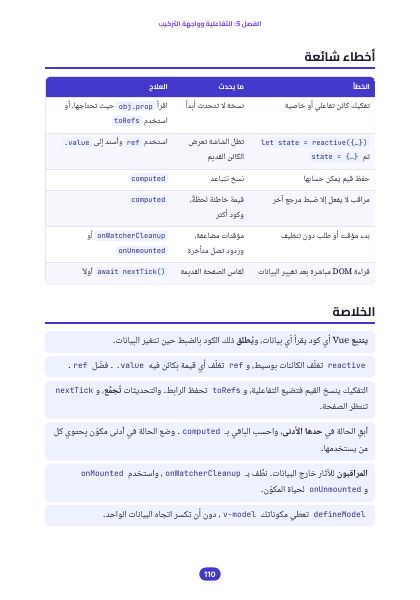 الفصل 5: التفاعلية وواجهة التركيب
أخطاء شائعة
الخطأ ما يحدث العلاج
تفكيك كائن تفاعلي أو خاصية نسخة لا تتحدث أبداً اقرأ obj.prop حيث تحتاجها، أو
استخدم toRefs
let state = reactive({…}) تظل الشاشة تعرض استخدم ref وأسند إلى .value.
ثم state = {…} الكائن القديم
حفظ قيم يمكن حسابها نسخ تتباعد computed
مراقب لا يفعل إلا ضبط مرجع آخر قيمة خاطئة لحظةً، computed
وكود أكثر
بدء مؤقت أو طلب دون تنظيف مؤقتات مضاعفة، onWatcherCleanup أو
وردود تصل متأخرة onUnmounted
قراءة DOM مباشرة بعد تغيير البيانات تُقاس الصفحة القديمة await nextTick() أولاً
الخلاصة
يتتبع Vue أي كود يقرأ أي بيانات، ويُطلق ذلك الكود بالضبط حين تتغير البيانات.
reactive تغلّف الكائنات بوسيط، و ref تغلّف أي قيمة بكائن فيه .value . فضّل ref .
التفكيك ينسخ القيم فتضيع التفاعلية، و toRefs تحفظ الرابط. والتحديثات تُجمَّع، و nextTick
تنتظر الصفحة.
أبقِ الحالة في حدها الأدنى، واحسب الباقي بـ computed . وضع الحالة في أدنى مكوّن يحتوي كل
من يستخدمها.
المراقبون للآثار خارج البيانات. نظّف بـ onWatcherCleanup ، واستخدم onMounted
و onUnmounted لحياة المكوّن.
defineModel تعطي مكوناتك v-model ، دون أن تكسر اتجاه البيانات الواحد.
110